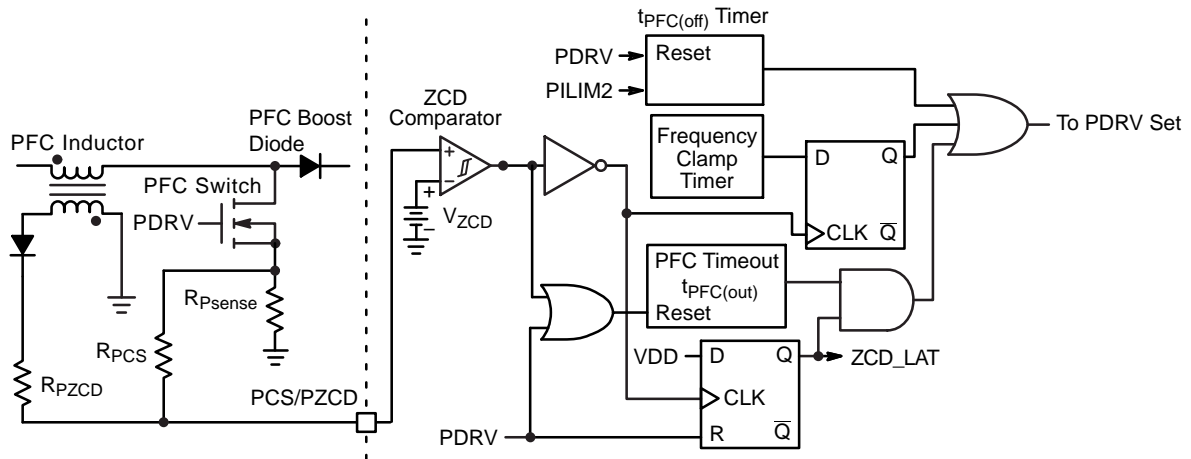 tPFC(off) Timer
PDRV
Reset
PILIM2
ZCD
Comparator
PFC Boost
Diode
PFC Inductor
PFC Switch
PDRV
+
−
+
−
VZCD
Frequency
Clamp
Timer
D
Q
CLK
Q
To PDRV Set
PFC Timeout
tPFC(out)
Reset
RPsense
RPCS
RPZCD
PCS/PZCD
VDD
D
Q
ZCD_LAT
CLK
PDRV
R
Q